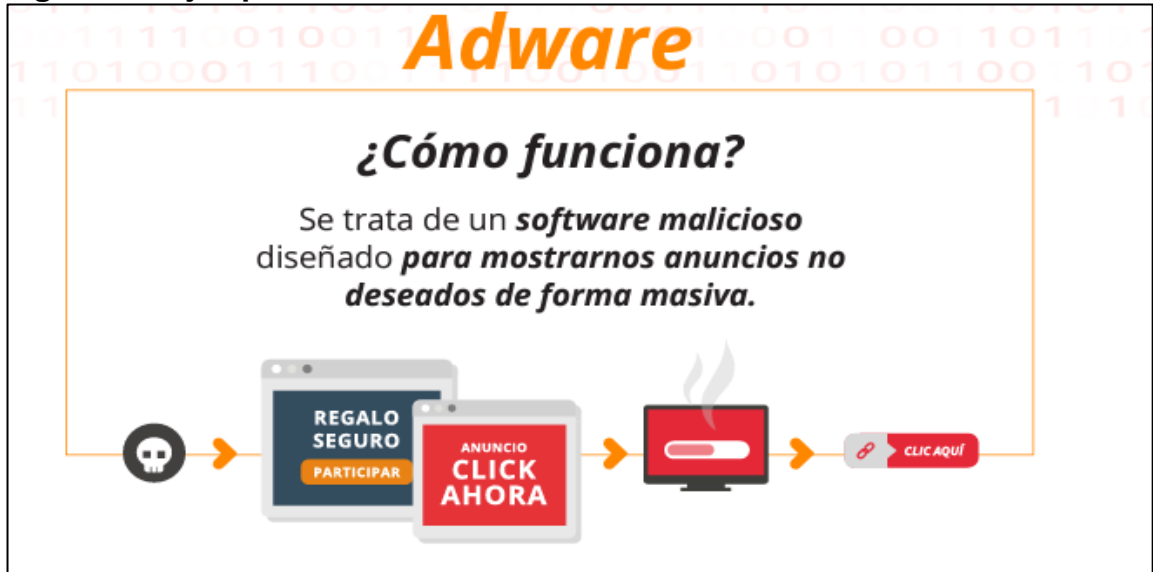 Adware
¿Cómo funciona?
Se trata de un software malicioso
diseñado para mostrarnos anuncios no
deseados de forma masiva.
REGALO
SEGURO
PARTICIPAR
ANUNCIO
CLICK
AHORA
CLIC AQUÍ